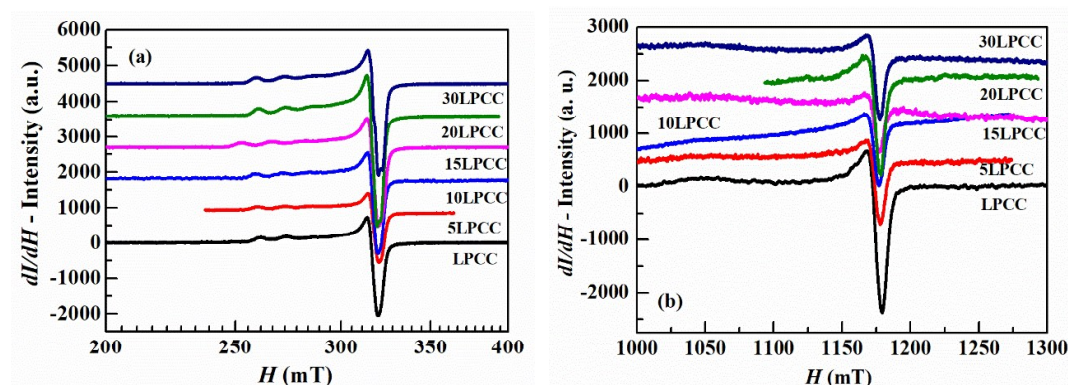 6000
(a)
5000
4000
30LPCC
3000
20LPCC
2000
15LPCC
1000
10LPCC
5LPCC
0
LPCC
-1000
-2000
200
250
300
350
400
H (mT)
dI/dH - Intensity (a.u.)
3000
30LPCC
2000
20LPCC
10LPCC
15LPCC
1000
5LPCC
0
LPCC
-1000
-2000
(b)
1000
1050
1100
1150
1200
1250
1300
H (mT)
dI/dH - Intensity (a. u.)